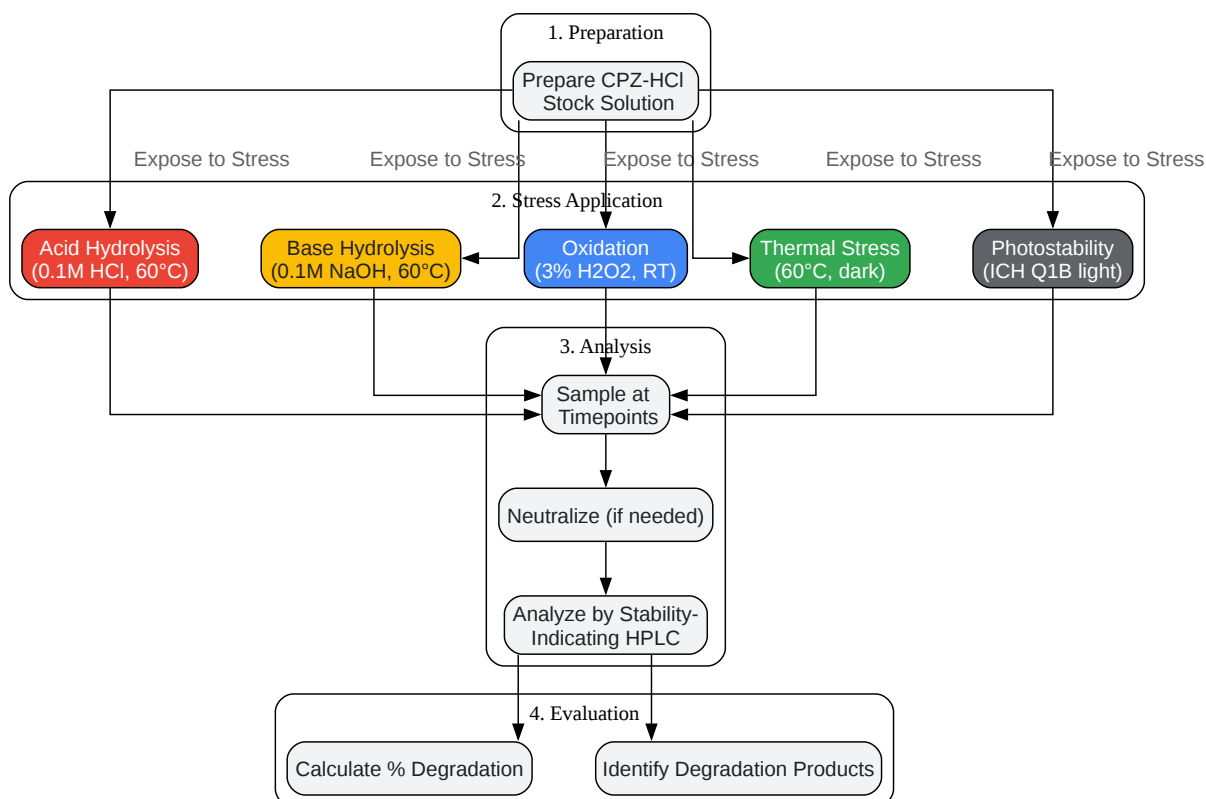 1. Preparation
Prepare CPZ-HCl
Stock Solution
Expose to Stress
Expose to Stress
Expose to Stress
Expose to Stress
Expose to Stress
2. Stress Application
Acid Hydrolysis
(0.1M HCl, 60°C)
Base Hydrolysis
(0.1M NaOH, 60°C)
Oxidation
(3% H2O2, RT)
Thermal Stress
(60°C, dark)
Photostability
(ICH Q1B light)
3. Analysis
Sample at
Timepoints
Neutralize (if needed)
Analyze by Stability-
Indicating HPLC
4. Evaluation
Calculate % Degradation
Identify Degradation Products